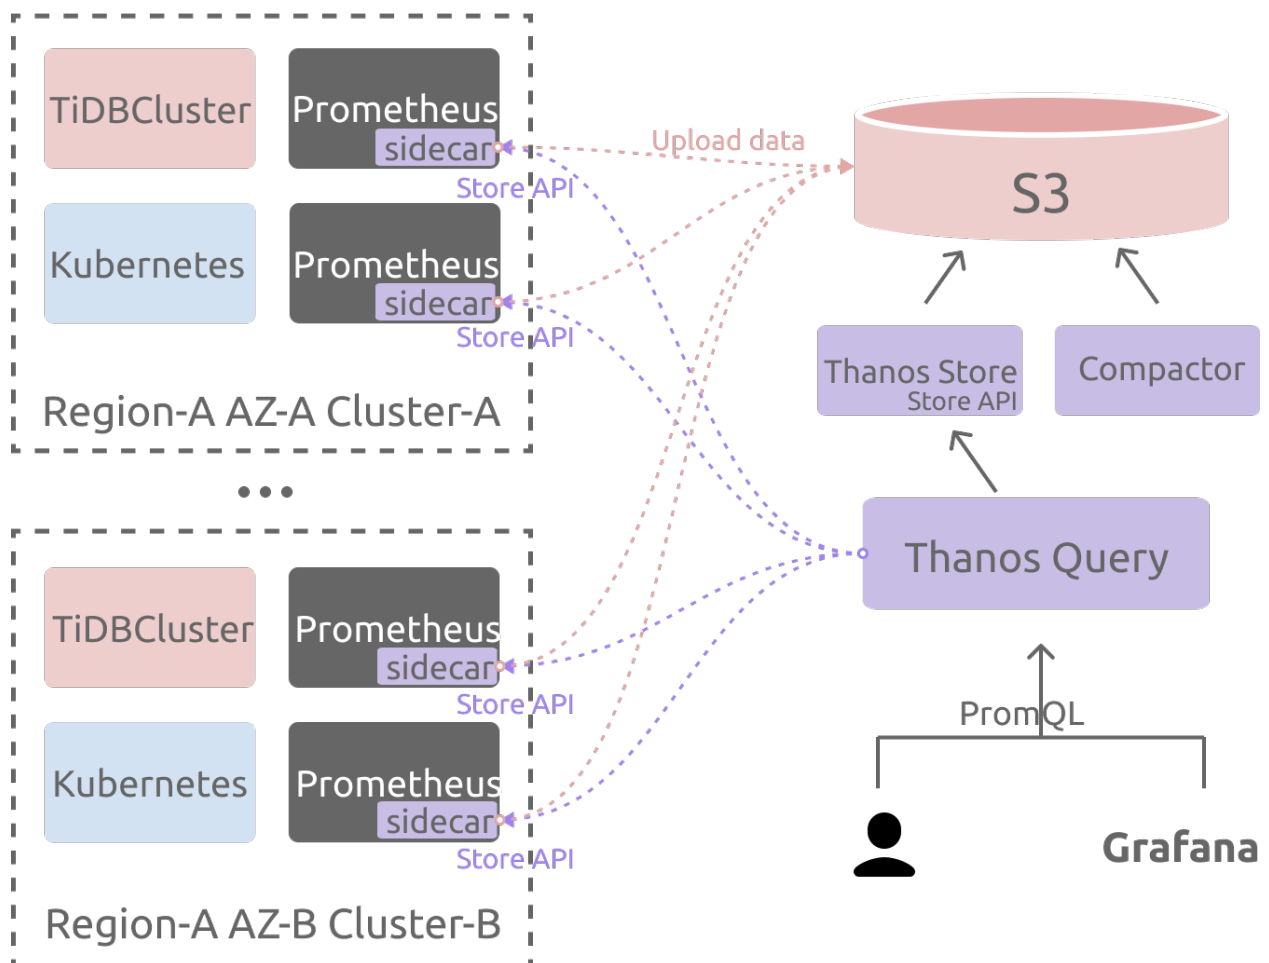 TiDBCluster
Prometheus
sidecar
Store API
Kubernetes
Prometheus
sidecar
Store API
Region-A AZ-A Cluster-A
TiDBCluster
Prometheus
sidecar
Store API
Kubernetes
Prometheus
sidecar
Store API
Region-A AZ-B Cluster-B
Upload data
S3
Thanos Store
Store API
Compactor
Thanos Query
PromQL
Grafana